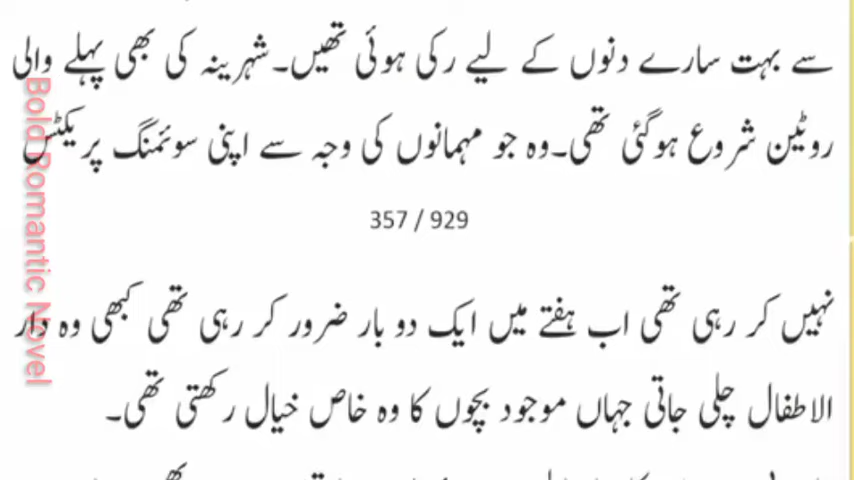 سے بہت سارے دنوں کے لیے رکی ہوئی تھیں۔شہرینہ کی بھی پہلے والی
روٹین شروع ہوگئی تھی۔وہ جو مہمانوں کی وجہ سے اپنی سوئمنگ پریکٹس
357 / 929
نہیں کر رہی تھی اب ہفتے میں ایک دو بار ضرور کر رہی تھی کبھی وہ دار
الاطفال چلی جاتی جہاں موجود بچوں کا وہ خاص خیال رکھتی تھی۔
Bold Romantic Novel